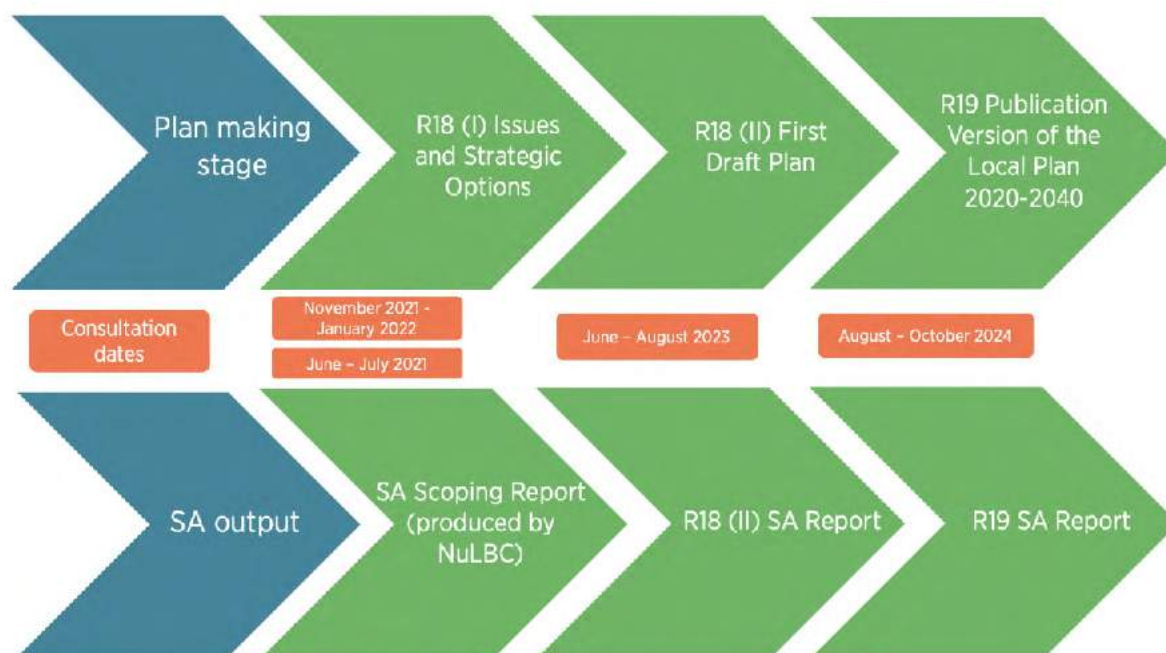 Plan making
stage
R18 (I) Issues
and Strategic
Options
R18 (II) First
Draft Plan
R19 Publication
Version of the
Local Plan
2020-2040
Consultation
dates
November 2021 -
January 2022
June – July 2021
June – August 2023
August – October 2024
SA output
SA Scoping Report
(produced by
NuLBC)
R18 (II) SA Report
R19 SA Report